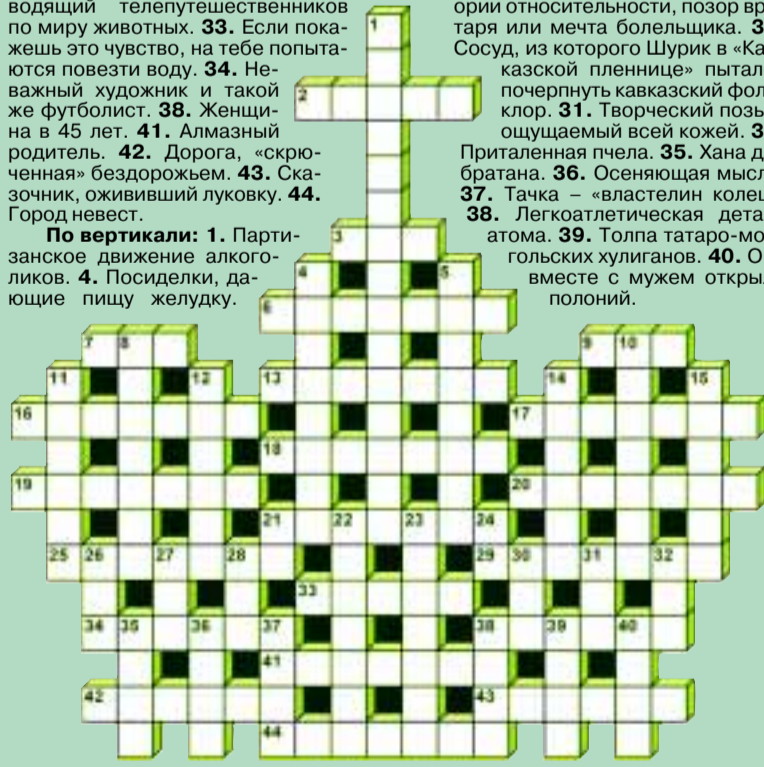 водящий телепутешественников
по миру животных. 33. Если пока-
жешь это чувство, на тебе попыта-
ются повезти воду. 34. Не-
важный художник и такой
же футболист. 38. Женщи-
на в 45 лет. 41. Алмазный
родитель. 42. Дорога, «скрю-
ченная» бездорожьем. 43. Ска-
зочник, ожививший луковку. 44.
Город невест.
По вертикали: 1. Парти-
занское движение алкого-
ликов. 4. Посиделки, да-
ющие пищу желудку.
ории относительности, позор вр
таря или мечта болельщика. 3
Сосуд, из которого Шурик в «Ка
казской пленнице» пытал
почерпнуть кавказский фол
клор. 31. Творческий позы
ощущаемый всей кожей. 3
Приталенная пчела. 35. Хана д
братана. 36. Осеняющая мысл
37. Тачка – «властелин колец
38. Легкоатлетическая дета
атома. 39. Толпа татаро-мо
гольских хулиганов. 40. О
вместе с мужем откры
полоний.
1
2
3
4 5
6
7 8 9 10
11 12 13 14 15
16 17
18
19 20
21 22 23 24
25 26 27 28 29 30 31 32
33
34 35 36 37 38 39 40
41
42 43
44